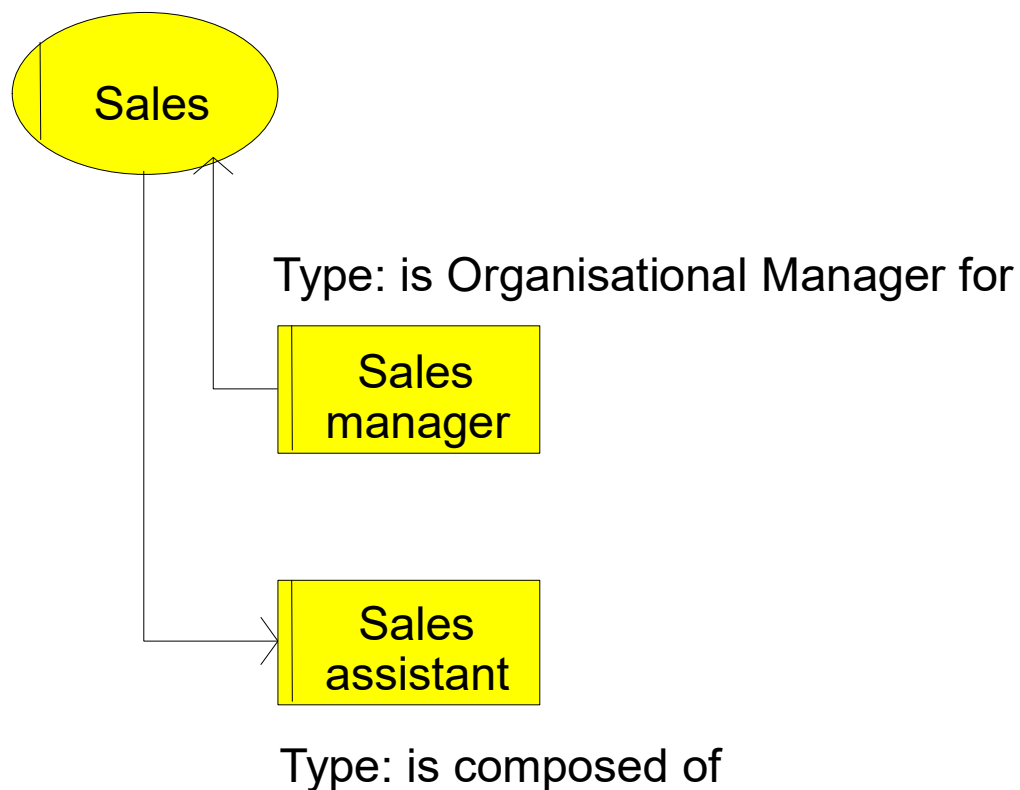 Sales
Type: is Organisational Manager for
Sales
manager
Sales
assistant
Type: is composed of